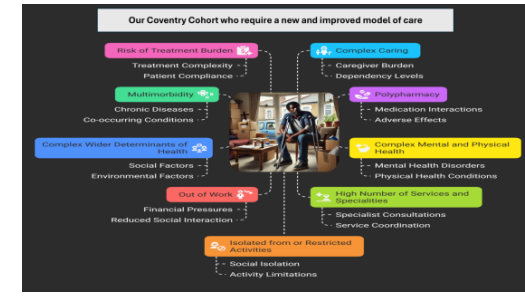 Our Coventry Cohort who require a new and improved model of care
Risk of Treatment Burden
Treatment Complexity
Patient Compliance
Multimorbidity
Chronic Diseases
Co-occurring Conditions
Complex Wider Determinants of
Health
Social Factors
Environmental Factors
Out of Work
Financial Pressures
Reduced Social Interaction
Complex Caring
Caregiver Burden
Dependency Levels
Polypharmacy
Medication Interactions
Adverse Effects
Complex Mental and Physical
Health
Mental Health Disorders
Physical Health Conditions
High Number of Services and
Specialities
Specialist Consultations
Service Coordination
Isolated from or Restricted
Activities
Social Isolation
Activity Limitations